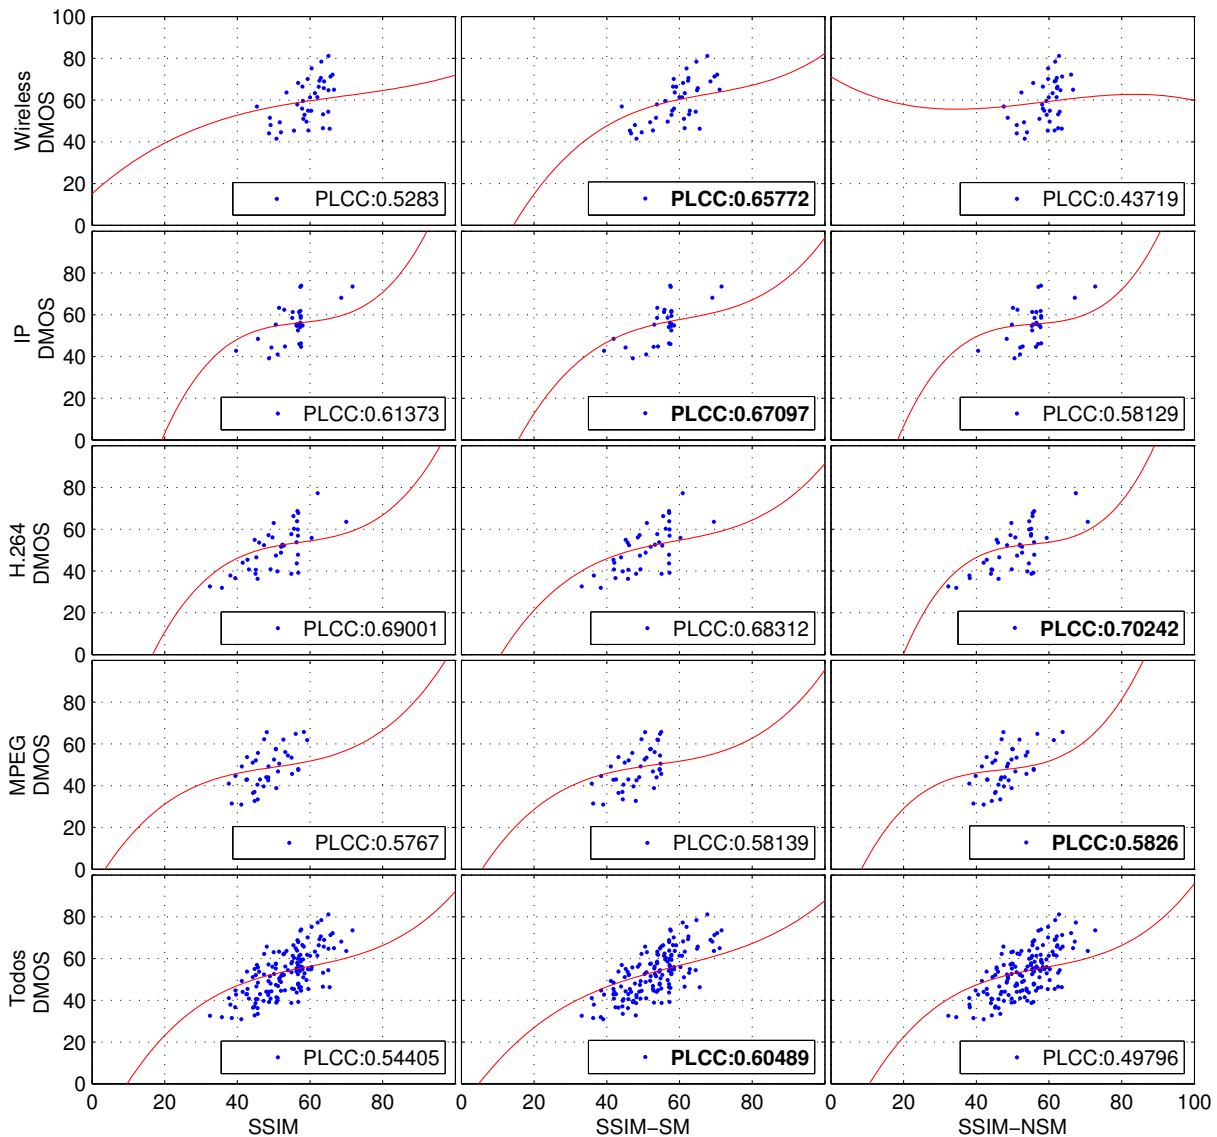 100
80
60
40
20
0
Wireless
DMOS
PLCC:0.5283
PLCC:0.65772
PLCC:0.43719
80
60
40
20
0
IP
DMOS
PLCC:0.61373
PLCC:0.67097
PLCC:0.58129
80
60
40
20
0
H.264
DMOS
PLCC:0.69001
PLCC:0.68312
PLCC:0.70242
80
60
40
20
0
MPEG
DMOS
PLCC:0.5767
PLCC:0.58139
PLCC:0.5826
80
60
40
20
0
Todos
DMOS
PLCC:0.54405
PLCC:0.60489
PLCC:0.49796
0 20 40 60 80 0 20 40 60 80 0 20 40 60 80 100
SSIM SSIM-SM SSIM-NSM